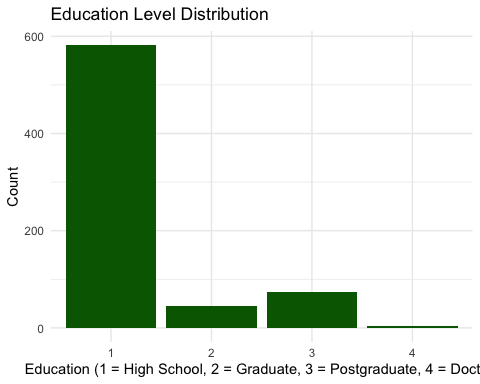 Education Level Distribution
600
400
200
0
Count
1 2 3 4
Education (1 = High School, 2 = Graduate, 3 = Postgraduate, 4 = Doct